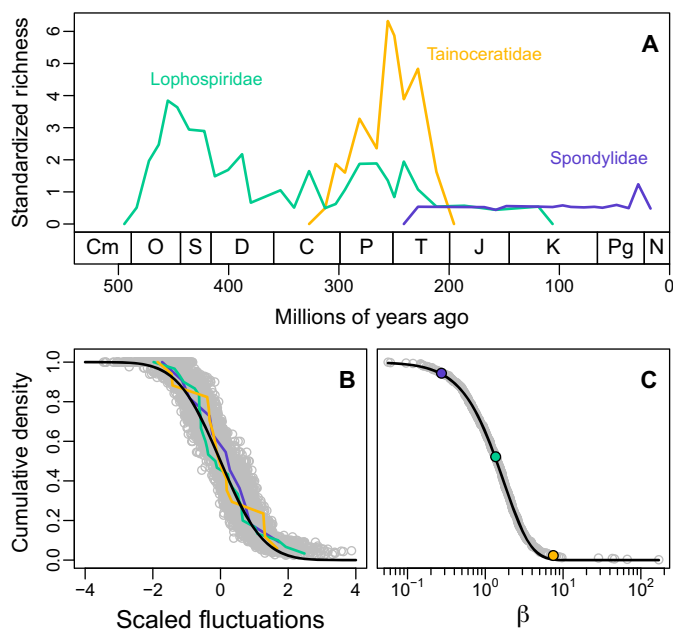 A
Standardized richness
6
5
4
3
2
1
0
Lophospiridae
Tainoceratidae
Spondylidae
Cm O S D C P T J K Pg N
500 400 300 200 100 0
Millions of years ago
B
Cumulative density
1.0
0.8
0.6
0.4
0.2
0.0
−4 −2 0 2 4
Scaled fluctuations
C
10⁻¹ 10⁰ 10¹ 10²
β